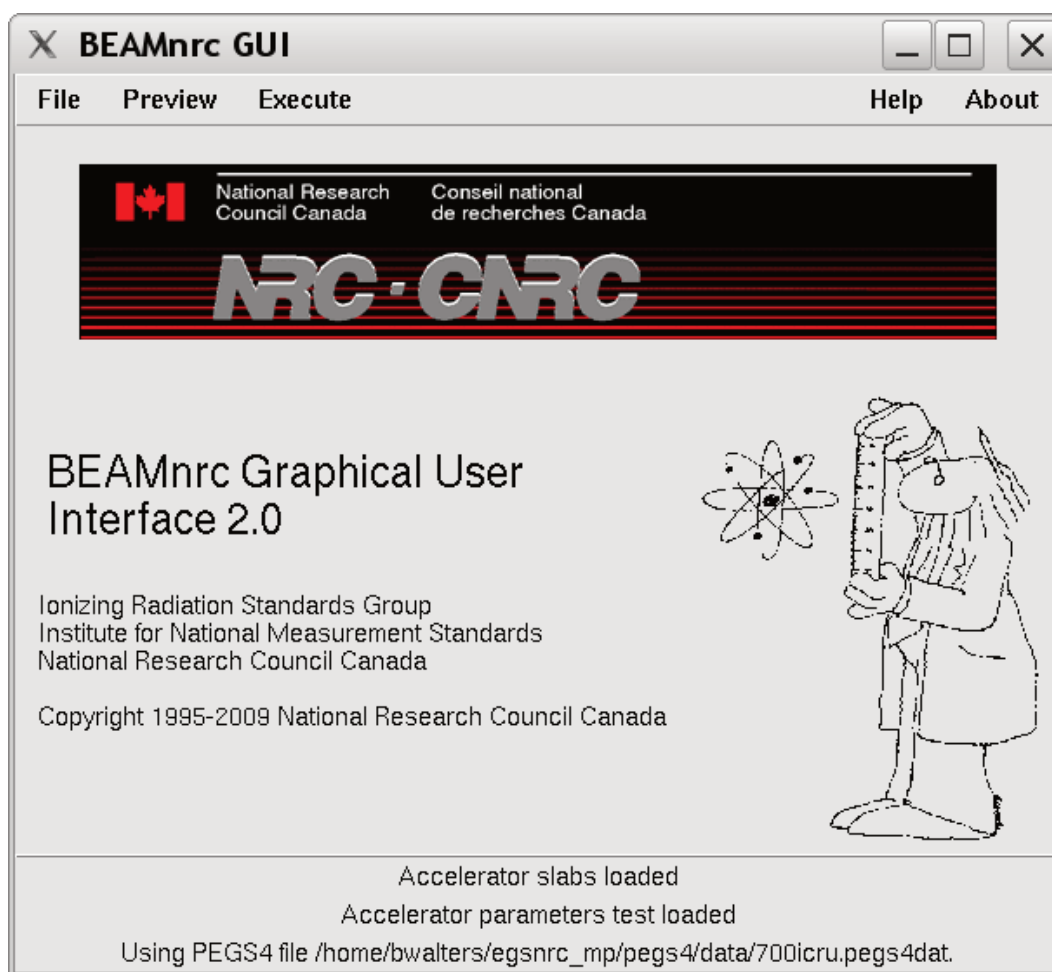 BEAMnrc GUI
File Preview Execute Help About
National Research Conseil national
Council Canada de recherches Canada
NRC·CNRC
BEAMnrc Graphical User
Interface 2.0
Ionizing Radiation Standards Group
Institute for National Measurement Standards
National Research Council Canada
Copyright 1995-2009 National Research Council Canada
Accelerator slabs loaded
Accelerator parameters test loaded
Using PEGS4 file /home/bwalters/egsnrc_mp/pegs4/data/700icru.pegs4dat.